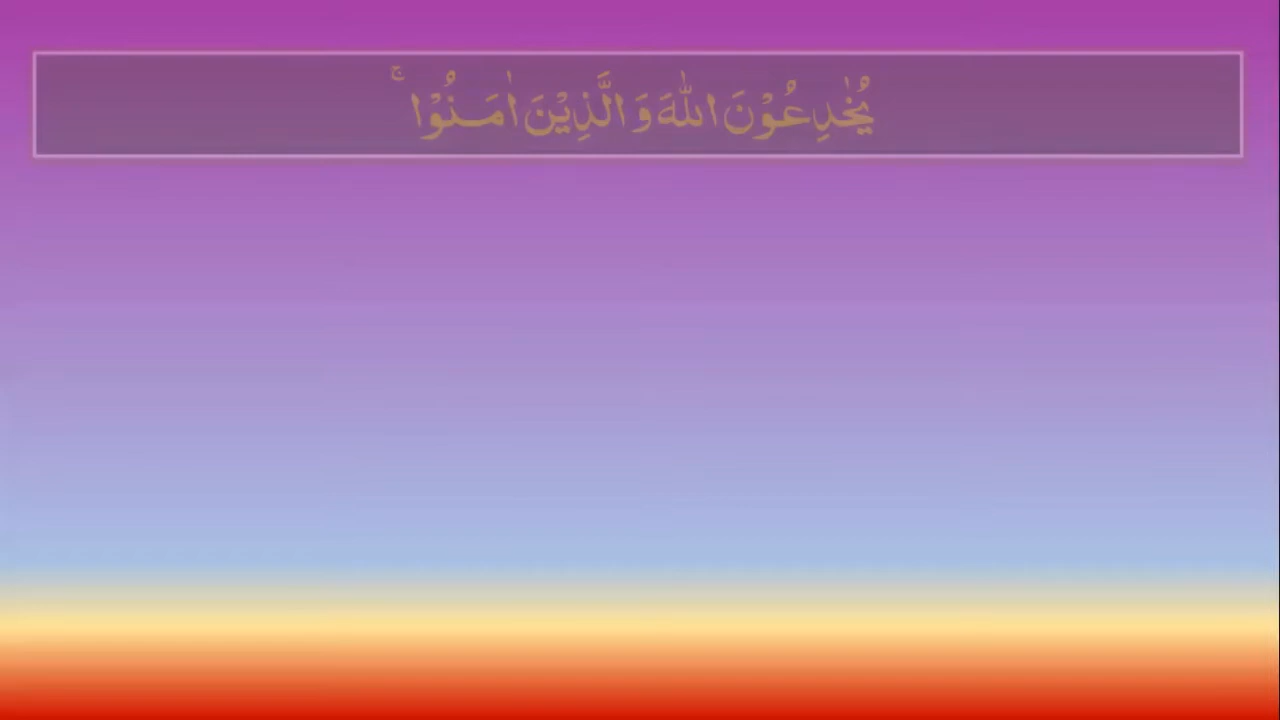 يُخٰدِعُوْنَ اللّٰهَ وَ الَّذِيْنَ اٰمَنُوْا ۚ